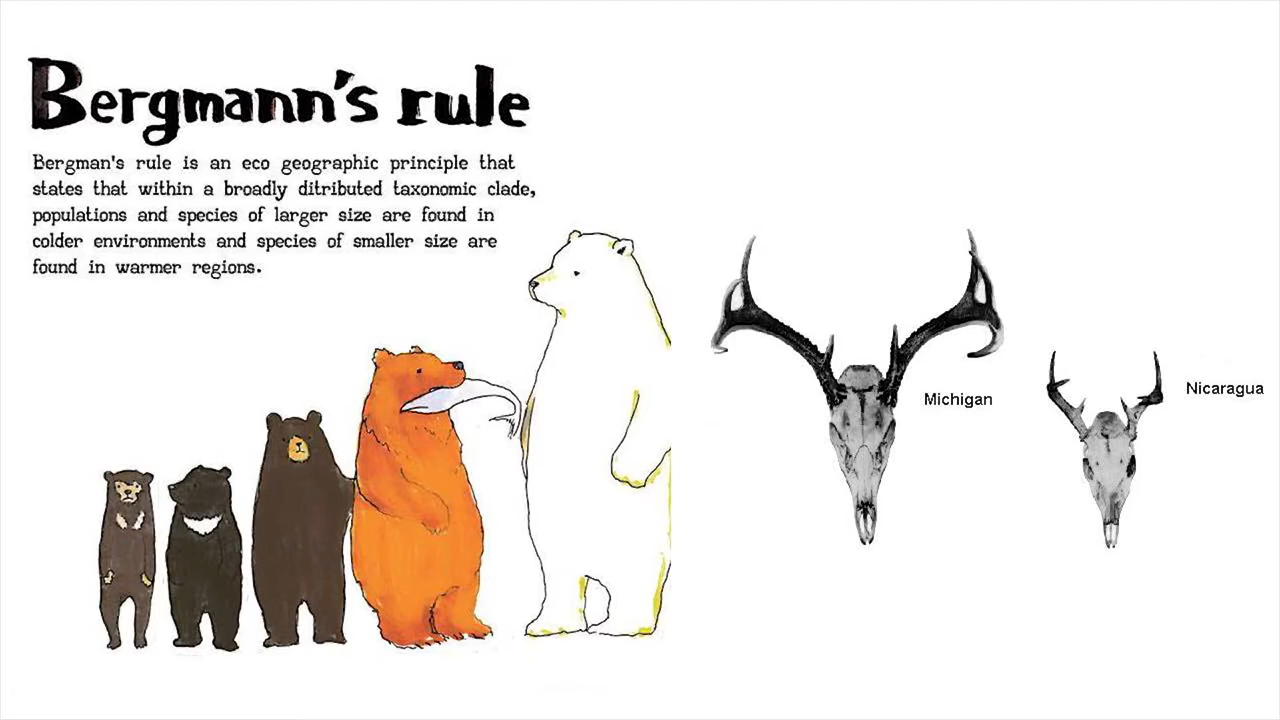 Bergmann's rule
Bergman's rule is an eco geographic principle that
states that within a broadly ditributed taxonomic clade,
populations and species of larger size are found in
colder environments and species of smaller size are
found in warmer regions.
Michigan
Nicaragua